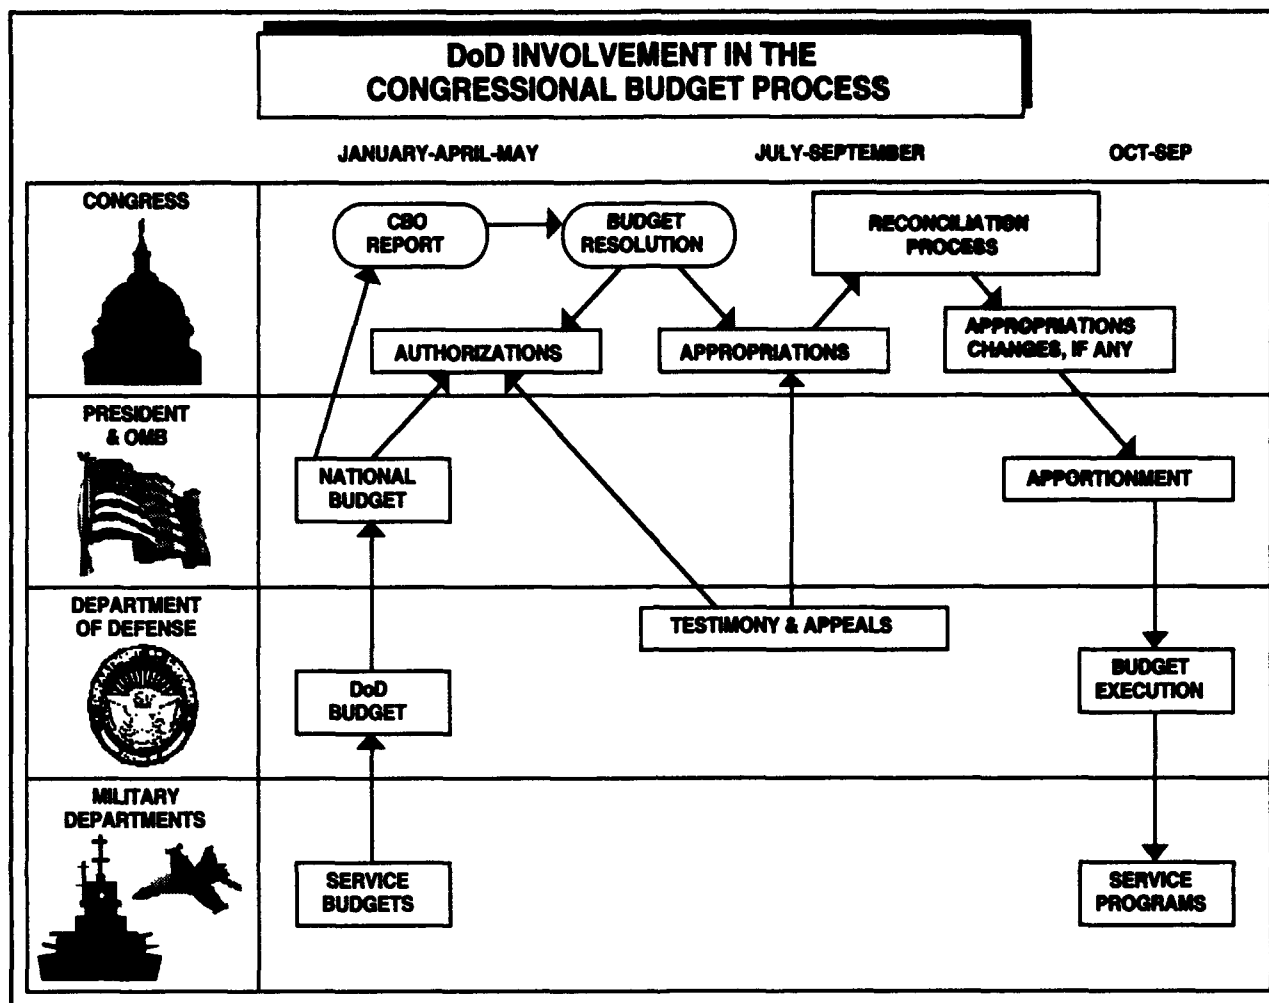 DoD INVOLVEMENT IN THE
CONGRESSIONAL BUDGET PROCESS
JANUARY-APRIL-MAY
JULY-SEPTEMBER
OCT-SEP
CONGRESS
CBO
REPORT
BUDGET
RESOLUTION
RECONCILIATION
PROCESS
AUTHORIZATIONS
APPROPRIATIONS
APPROPRIATIONS
CHANGES, IF ANY
PRESIDENT
& OMB
NATIONAL
BUDGET
APPORTIONMENT
DEPARTMENT
OF DEFENSE
TESTIMONY & APPEALS
DoD
BUDGET
BUDGET
EXECUTION
MILITARY
DEPARTMENTS
SERVICE
BUDGETS
SERVICE
PROGRAMS